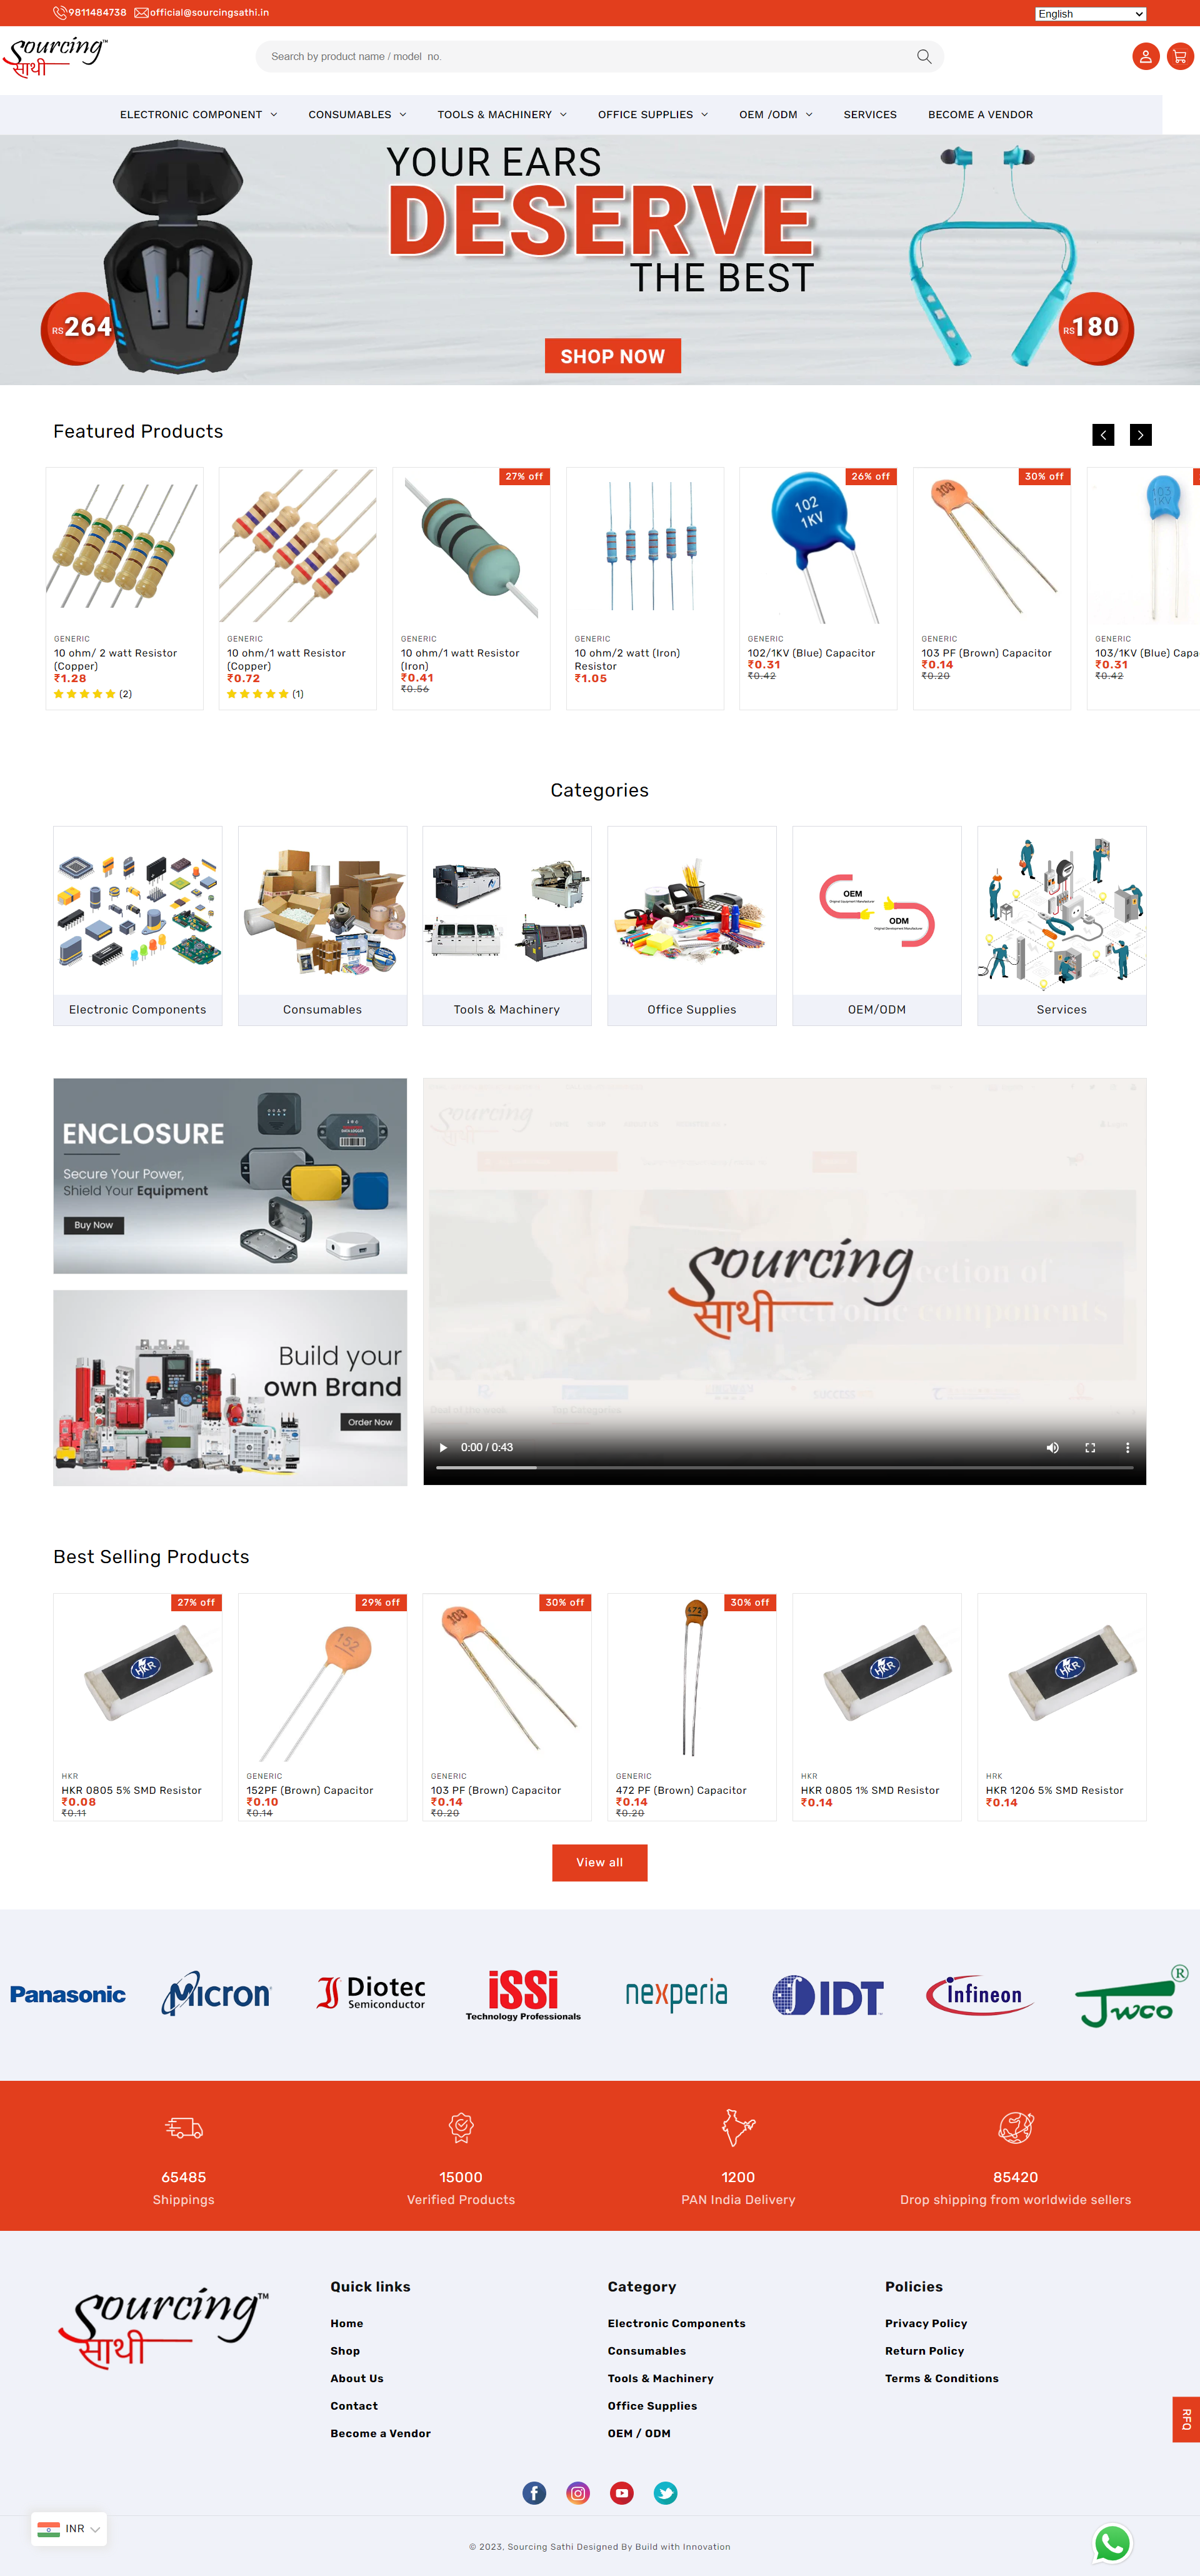 9811484738 official@sourcingsathi.in
English
Sourcing™
साथी
Search by product name / model no.
ELECTRONIC COMPONENT
CONSUMABLES
TOOLS & MACHINERY
OFFICE SUPPLIES
OEM /ODM
SERVICES
BECOME A VENDOR
YOUR EARS
DESERVE
THE BEST
RS 264
RS 180
SHOP NOW
Featured Products
27% off
26% off
30% off
102
1KV
103
103
1KV
GENERIC
10 ohm/ 2 watt Resistor
(Copper)
₹1.28
(2)
GENERIC
10 ohm/1 watt Resistor
(Copper)
₹0.72
(1)
GENERIC
10 ohm/1 watt Resistor
(Iron)
₹0.41
₹0.56
GENERIC
10 ohm/2 watt (Iron)
Resistor
₹1.05
GENERIC
102/1KV (Blue) Capacitor
₹0.31
₹0.42
GENERIC
103 PF (Brown) Capacitor
₹0.14
₹0.20
GENERIC
103/1KV (Blue) Capa
₹0.31
₹0.42
Categories
OEM
ODM
Electronic Components
Consumables
Tools & Machinery
Office Supplies
OEM/ODM
Services
ENCLOSURE
Secure Your Power,
Shield Your Equipment
Buy Now
Build your
own Brand
Order Now
Sourcing
साथी
0:00 / 0:43
Best Selling Products
27% off
29% off
30% off
30% off
HKR
152
103
472
HKR
HKR
HKR
HKR 0805 5% SMD Resistor
₹0.08
₹0.11
GENERIC
152PF (Brown) Capacitor
₹0.10
₹0.14
GENERIC
103 PF (Brown) Capacitor
₹0.14
₹0.20
GENERIC
472 PF (Brown) Capacitor
₹0.14
₹0.20
HKR
HKR 0805 1% SMD Resistor
₹0.14
HRK
HKR 1206 5% SMD Resistor
₹0.14
View all
Panasonic
Micron
Diotec
Semiconductor
iSSi
Technology Professionals
nexperia
IDT
Infineon
Jwco®
65485
Shippings
15000
Verified Products
1200
PAN India Delivery
85420
Drop shipping from worldwide sellers
Sourcing™
साथी
Quick links
Home
Shop
About Us
Contact
Become a Vendor
Category
Electronic Components
Consumables
Tools & Machinery
Office Supplies
OEM / ODM
Policies
Privacy Policy
Return Policy
Terms & Conditions
RFQ
INR
© 2023, Sourcing Sathi Designed By Build with Innovation